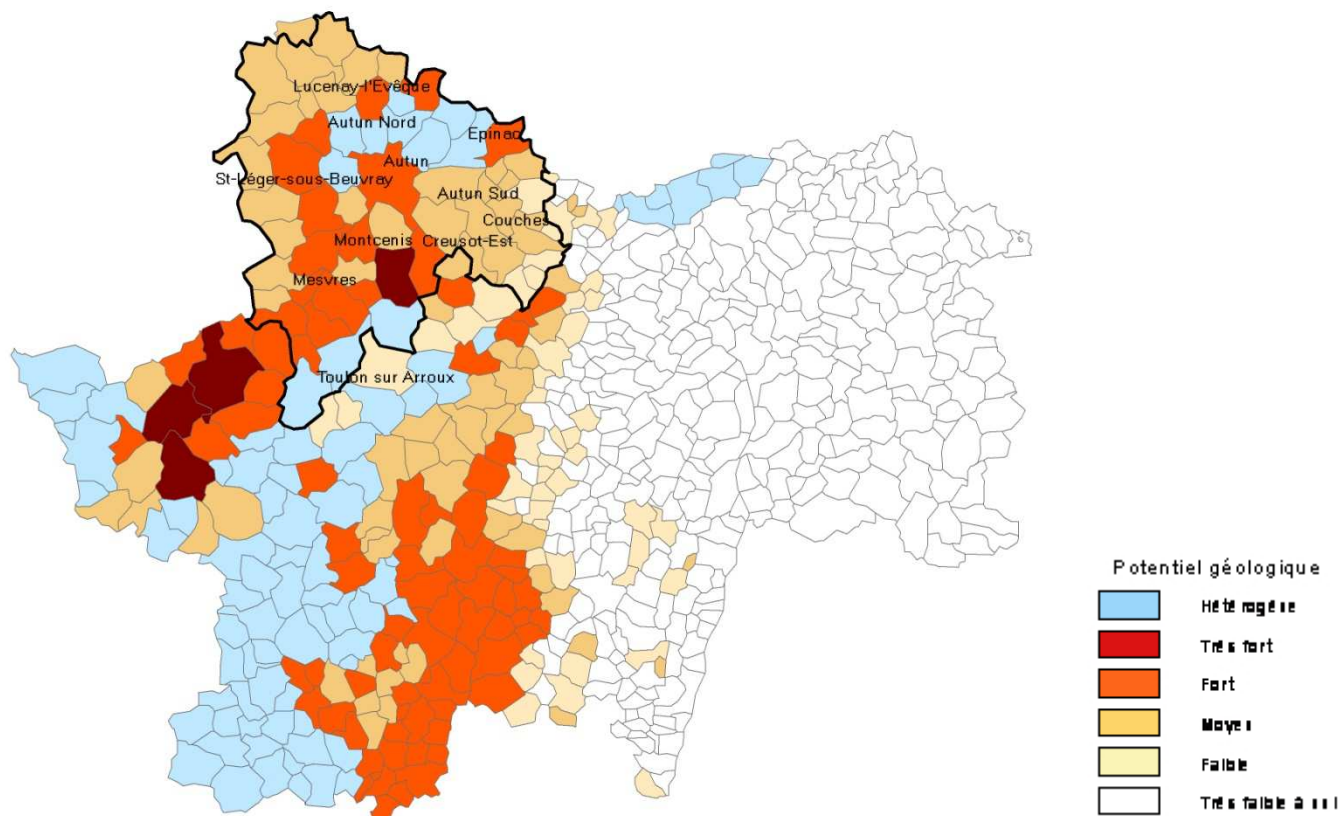 Lucenay-l'Evêque
Autun Nord
Epinac
Autun
St-Léger-sous-Beuvray
Autun Sud
Couches
Montcenis
Creusot-Est
Mesvres
Toulon sur Arroux
Potentiel géologique
Hétérogène
Très fort
Fort
Moyen
Faible
Très faible à nul